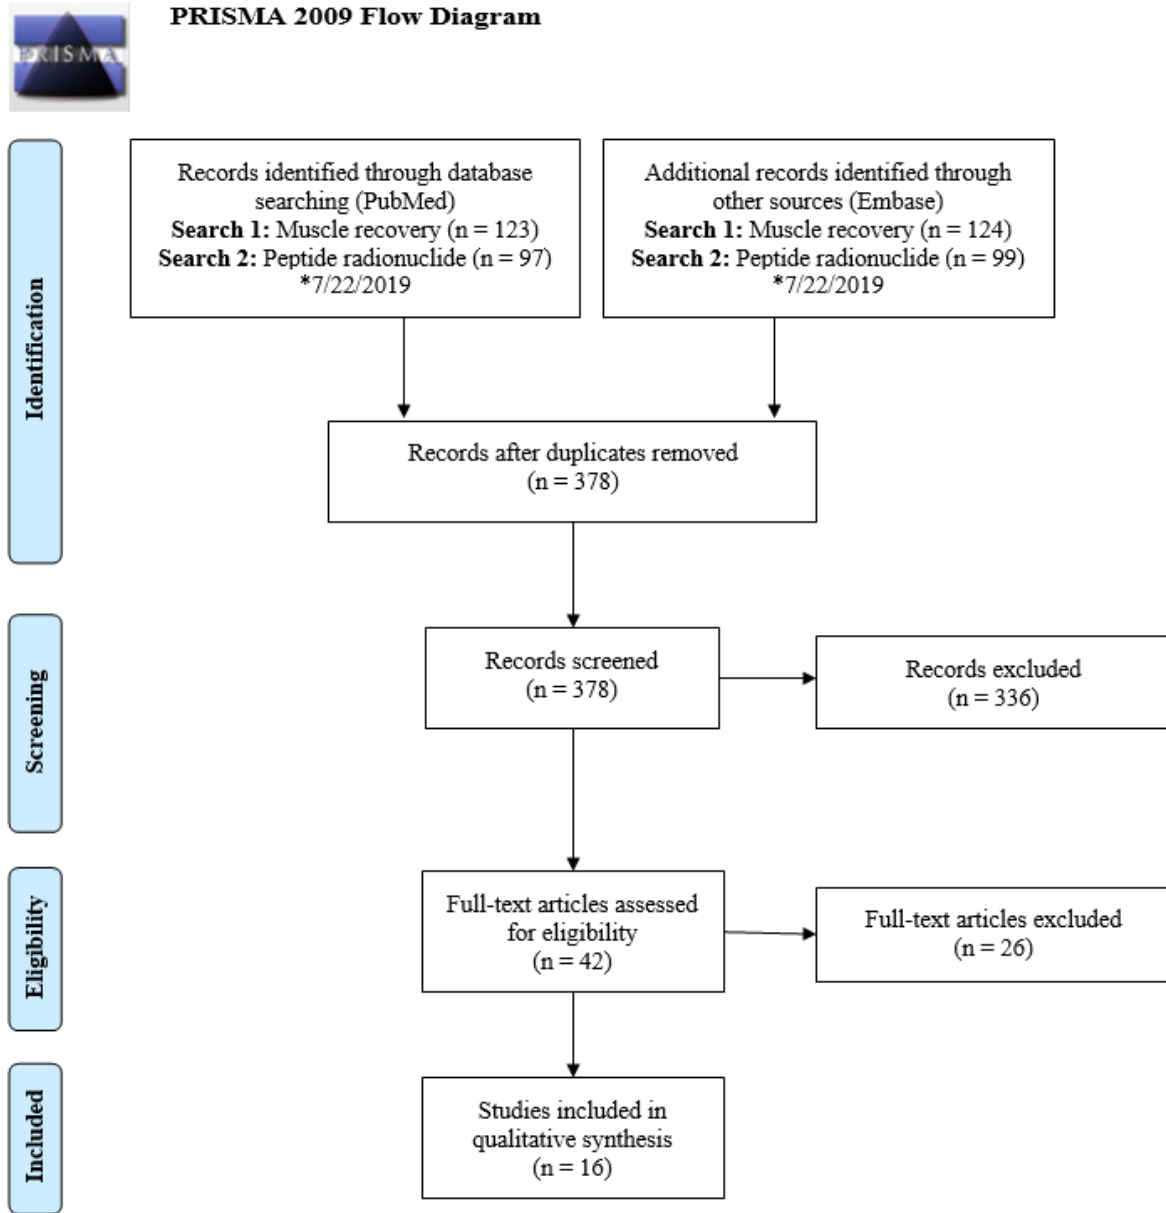 PRISMA 2009 Flow Diagram
PRISMA
Identification
Records identified through database
searching (PubMed)
Search 1: Muscle recovery (n = 123)
Search 2: Peptide radionuclide (n = 97)
*7/22/2019
Additional records identified through
other sources (Embase)
Search 1: Muscle recovery (n = 124)
Search 2: Peptide radionuclide (n = 99)
*7/22/2019
Records after duplicates removed
(n = 378)
Screening
Records screened
(n = 378)
Records excluded
(n = 336)
Eligibility
Full-text articles assessed
for eligibility
(n = 42)
Full-text articles excluded
(n = 26)
Included
Studies included in
qualitative synthesis
(n = 16)